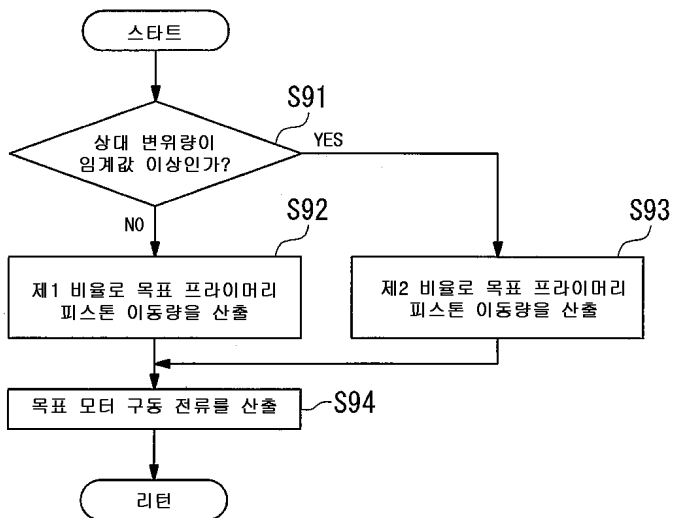 스타트
S91
상대 변위량이
임계값 이상인가?
YES
NO
S92
S93
제1 비율로 목표 프라이머리
피스톤 이동량을 산출
제2 비율로 목표 프라이머리
피스톤 이동량을 산출
목표 모터 구동 전류를 산출
S94
리턴